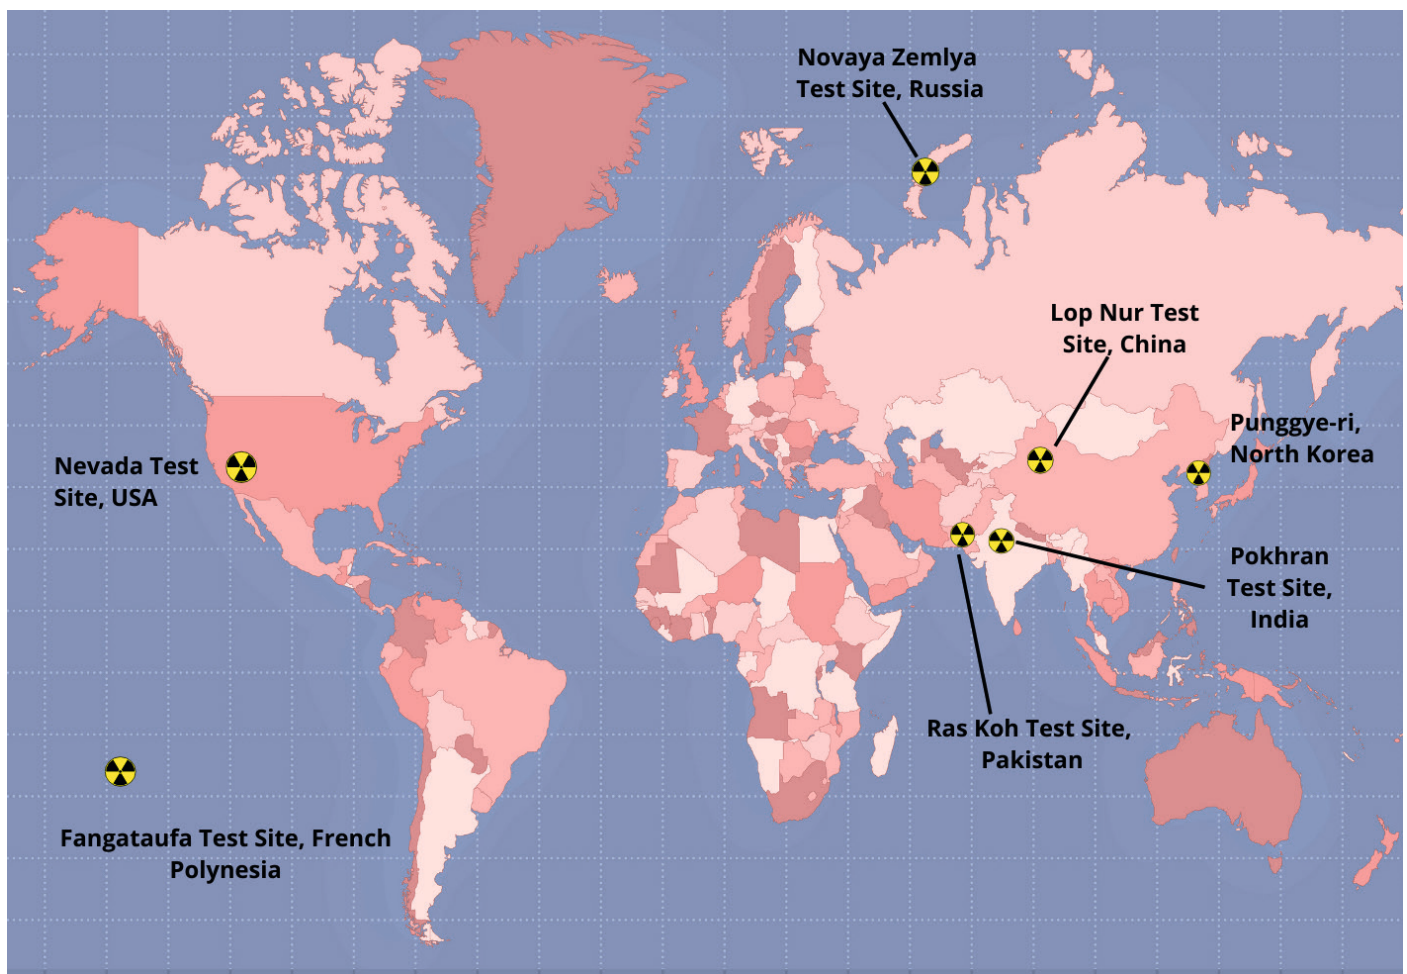 Novaya Zemlya
Test Site, Russia
Lop Nur Test
Site, China
Punggye-ri,
North Korea
Nevada Test
Site, USA
Pokhran
Test Site,
India
Ras Koh Test Site,
Pakistan
Fangataufa Test Site, French
Polynesia